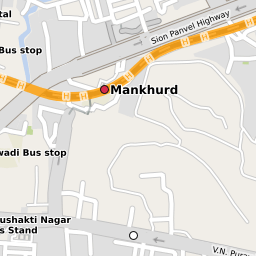 tal
Bus stop
Sion Panvel Highway
Mankhurd
wadi Bus stop
ushakti Nagar
s Stand
V.N. Pura